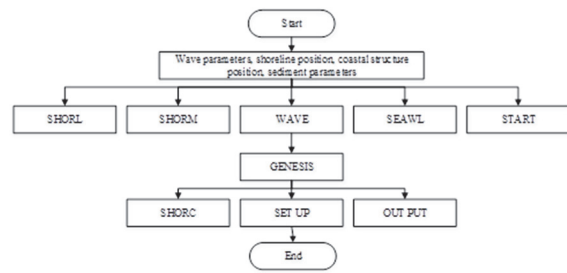 Start
Wave parameters, shoreline position, coastal structure
position, sediment parameters
SHORL
SHORM
WAVE
SEAWL
START
GENESIS
SHORC
SET UP
OUT PUT
End